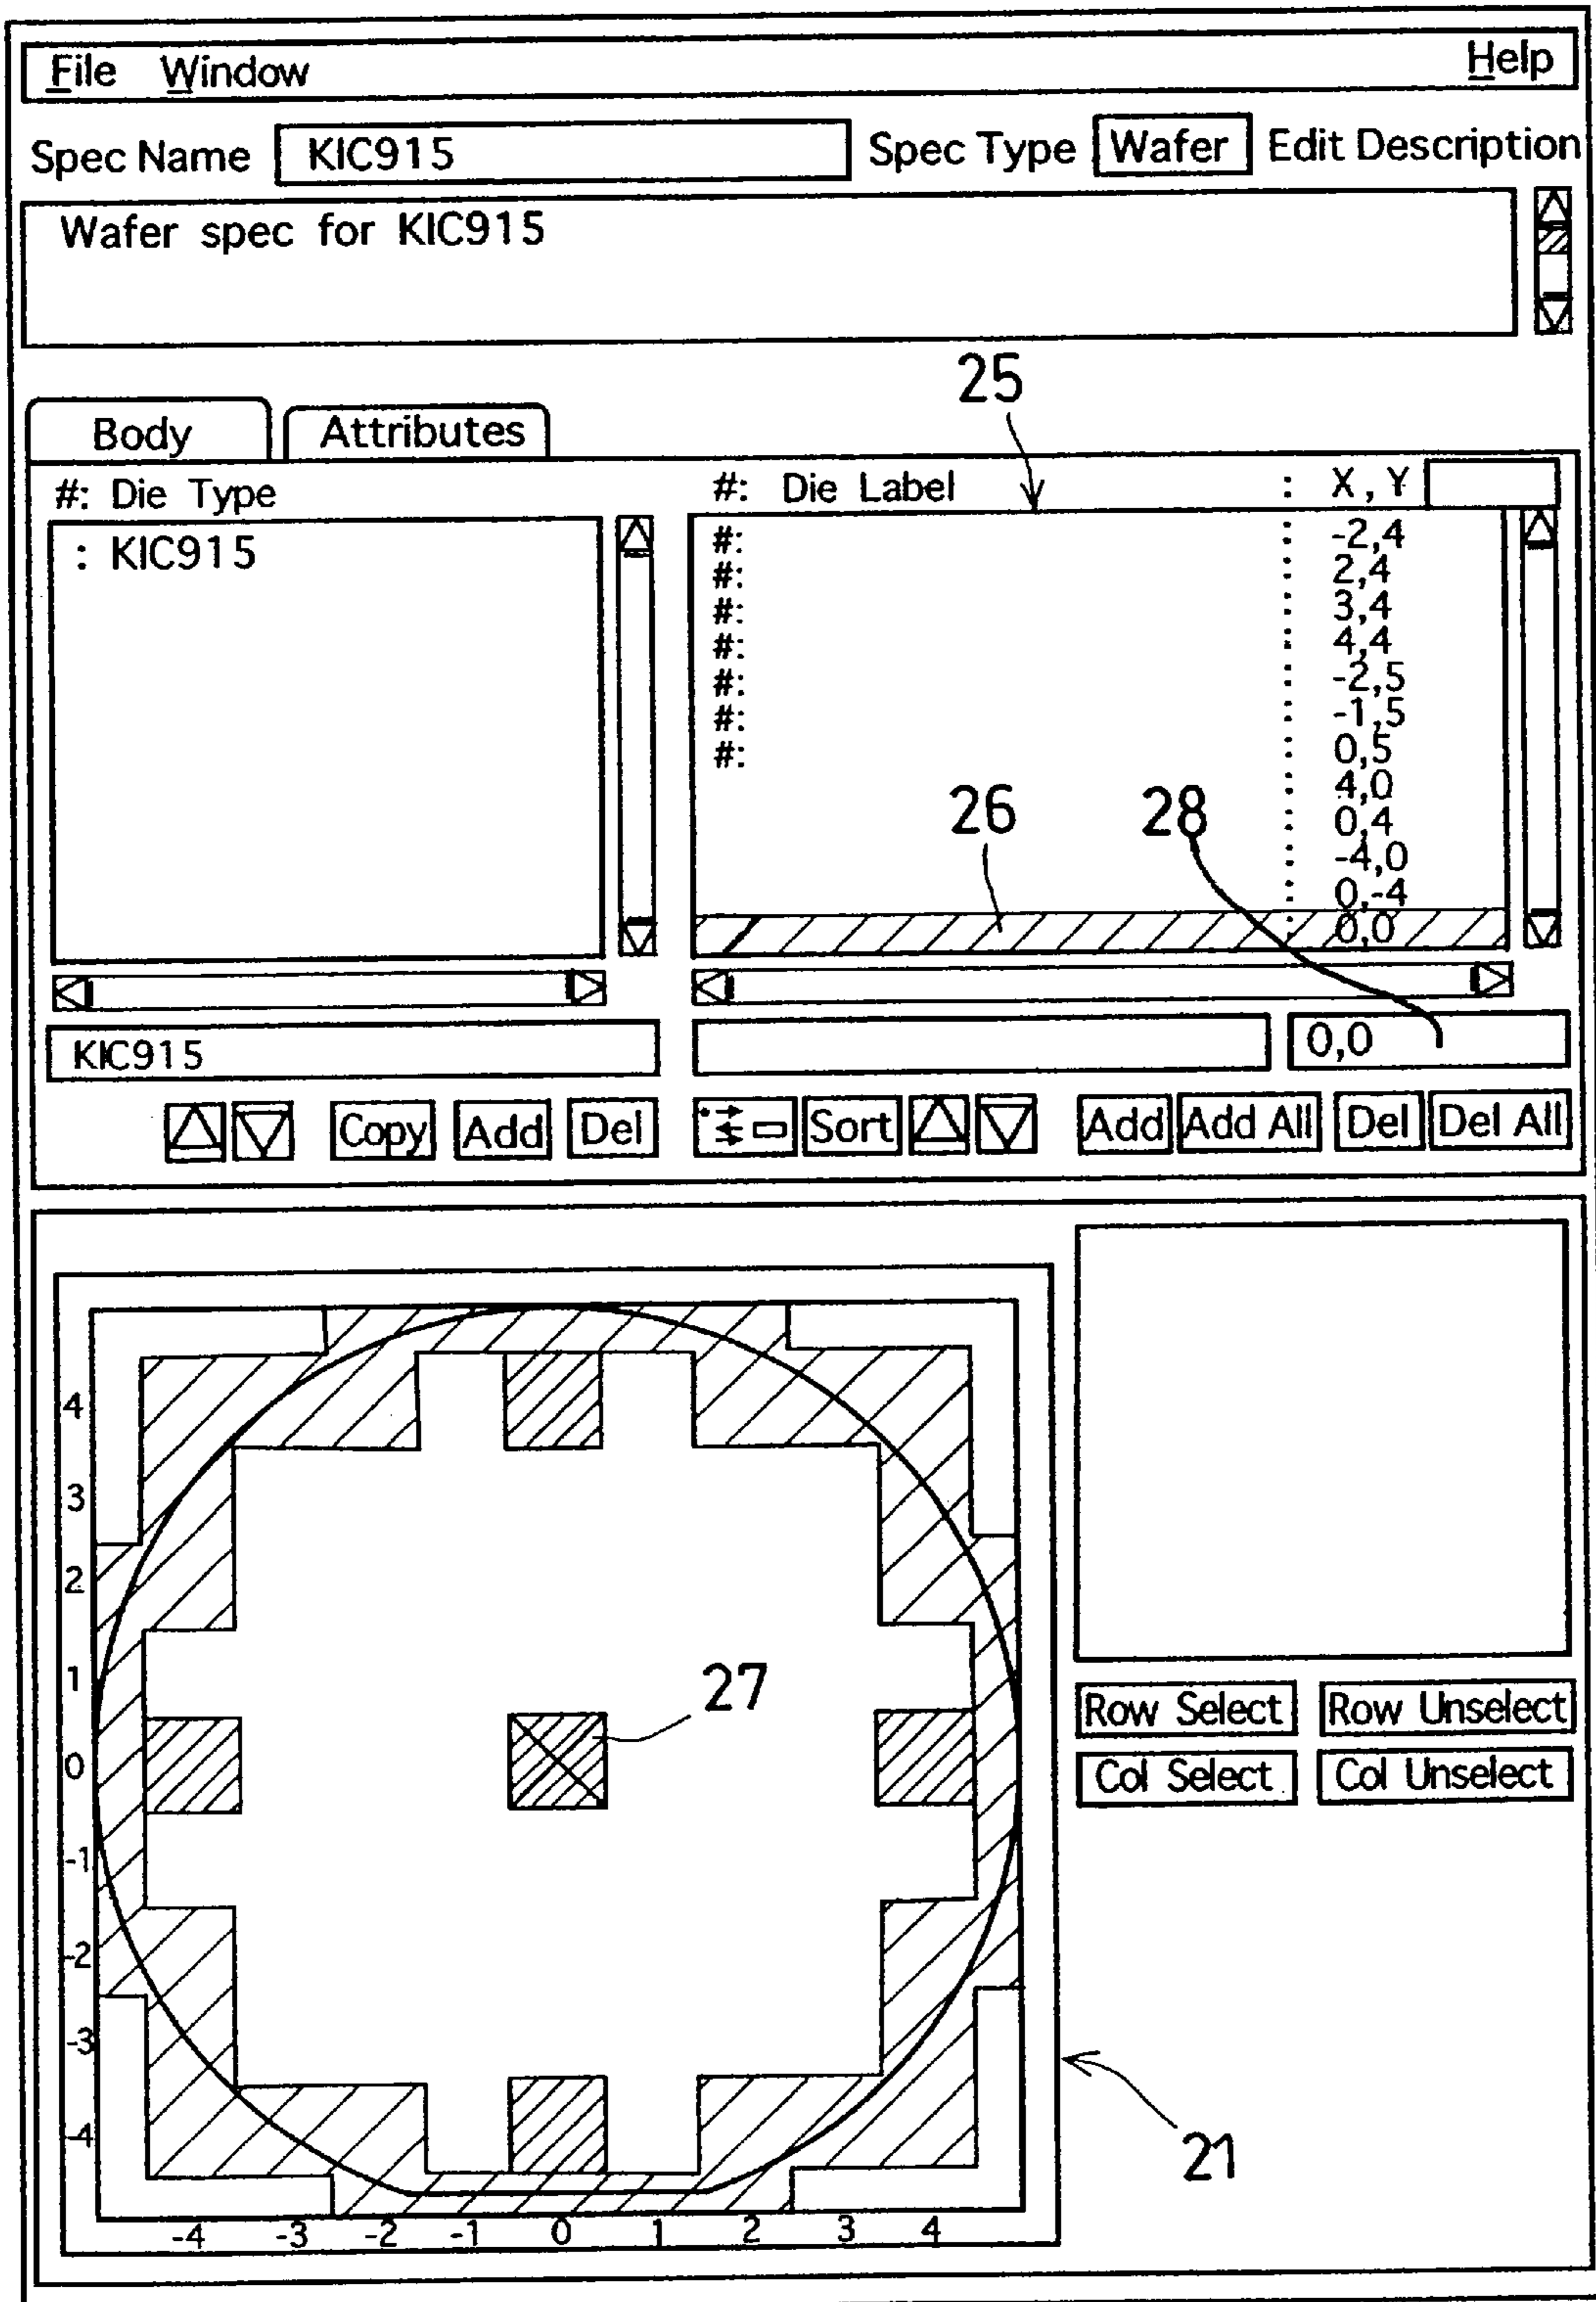 File Window Help
Spec Name KIC915 Spec Type Wafer Edit Description
Wafer spec for KIC915
25
Body Attributes
#: Die Type #: Die Label : X,Y
: KIC915
#: : -2,4
#: : 2,4
#: : 3,4
#: : 4,4
#: : -2,5
#: : -1,5
#: : 0,5
: 4,0
26 28 : 0,4
: -4,0
: 0,-4
: 0,0
KIC915 0,0
Copy Add Del Sort Add Add All Del Del All
4
3
2
1
27
Row Select Row Unselect
0
Col Select Col Unselect
-1
-2
-3
-4
21
-4 -3 -2 -1 0 1 2 3 4